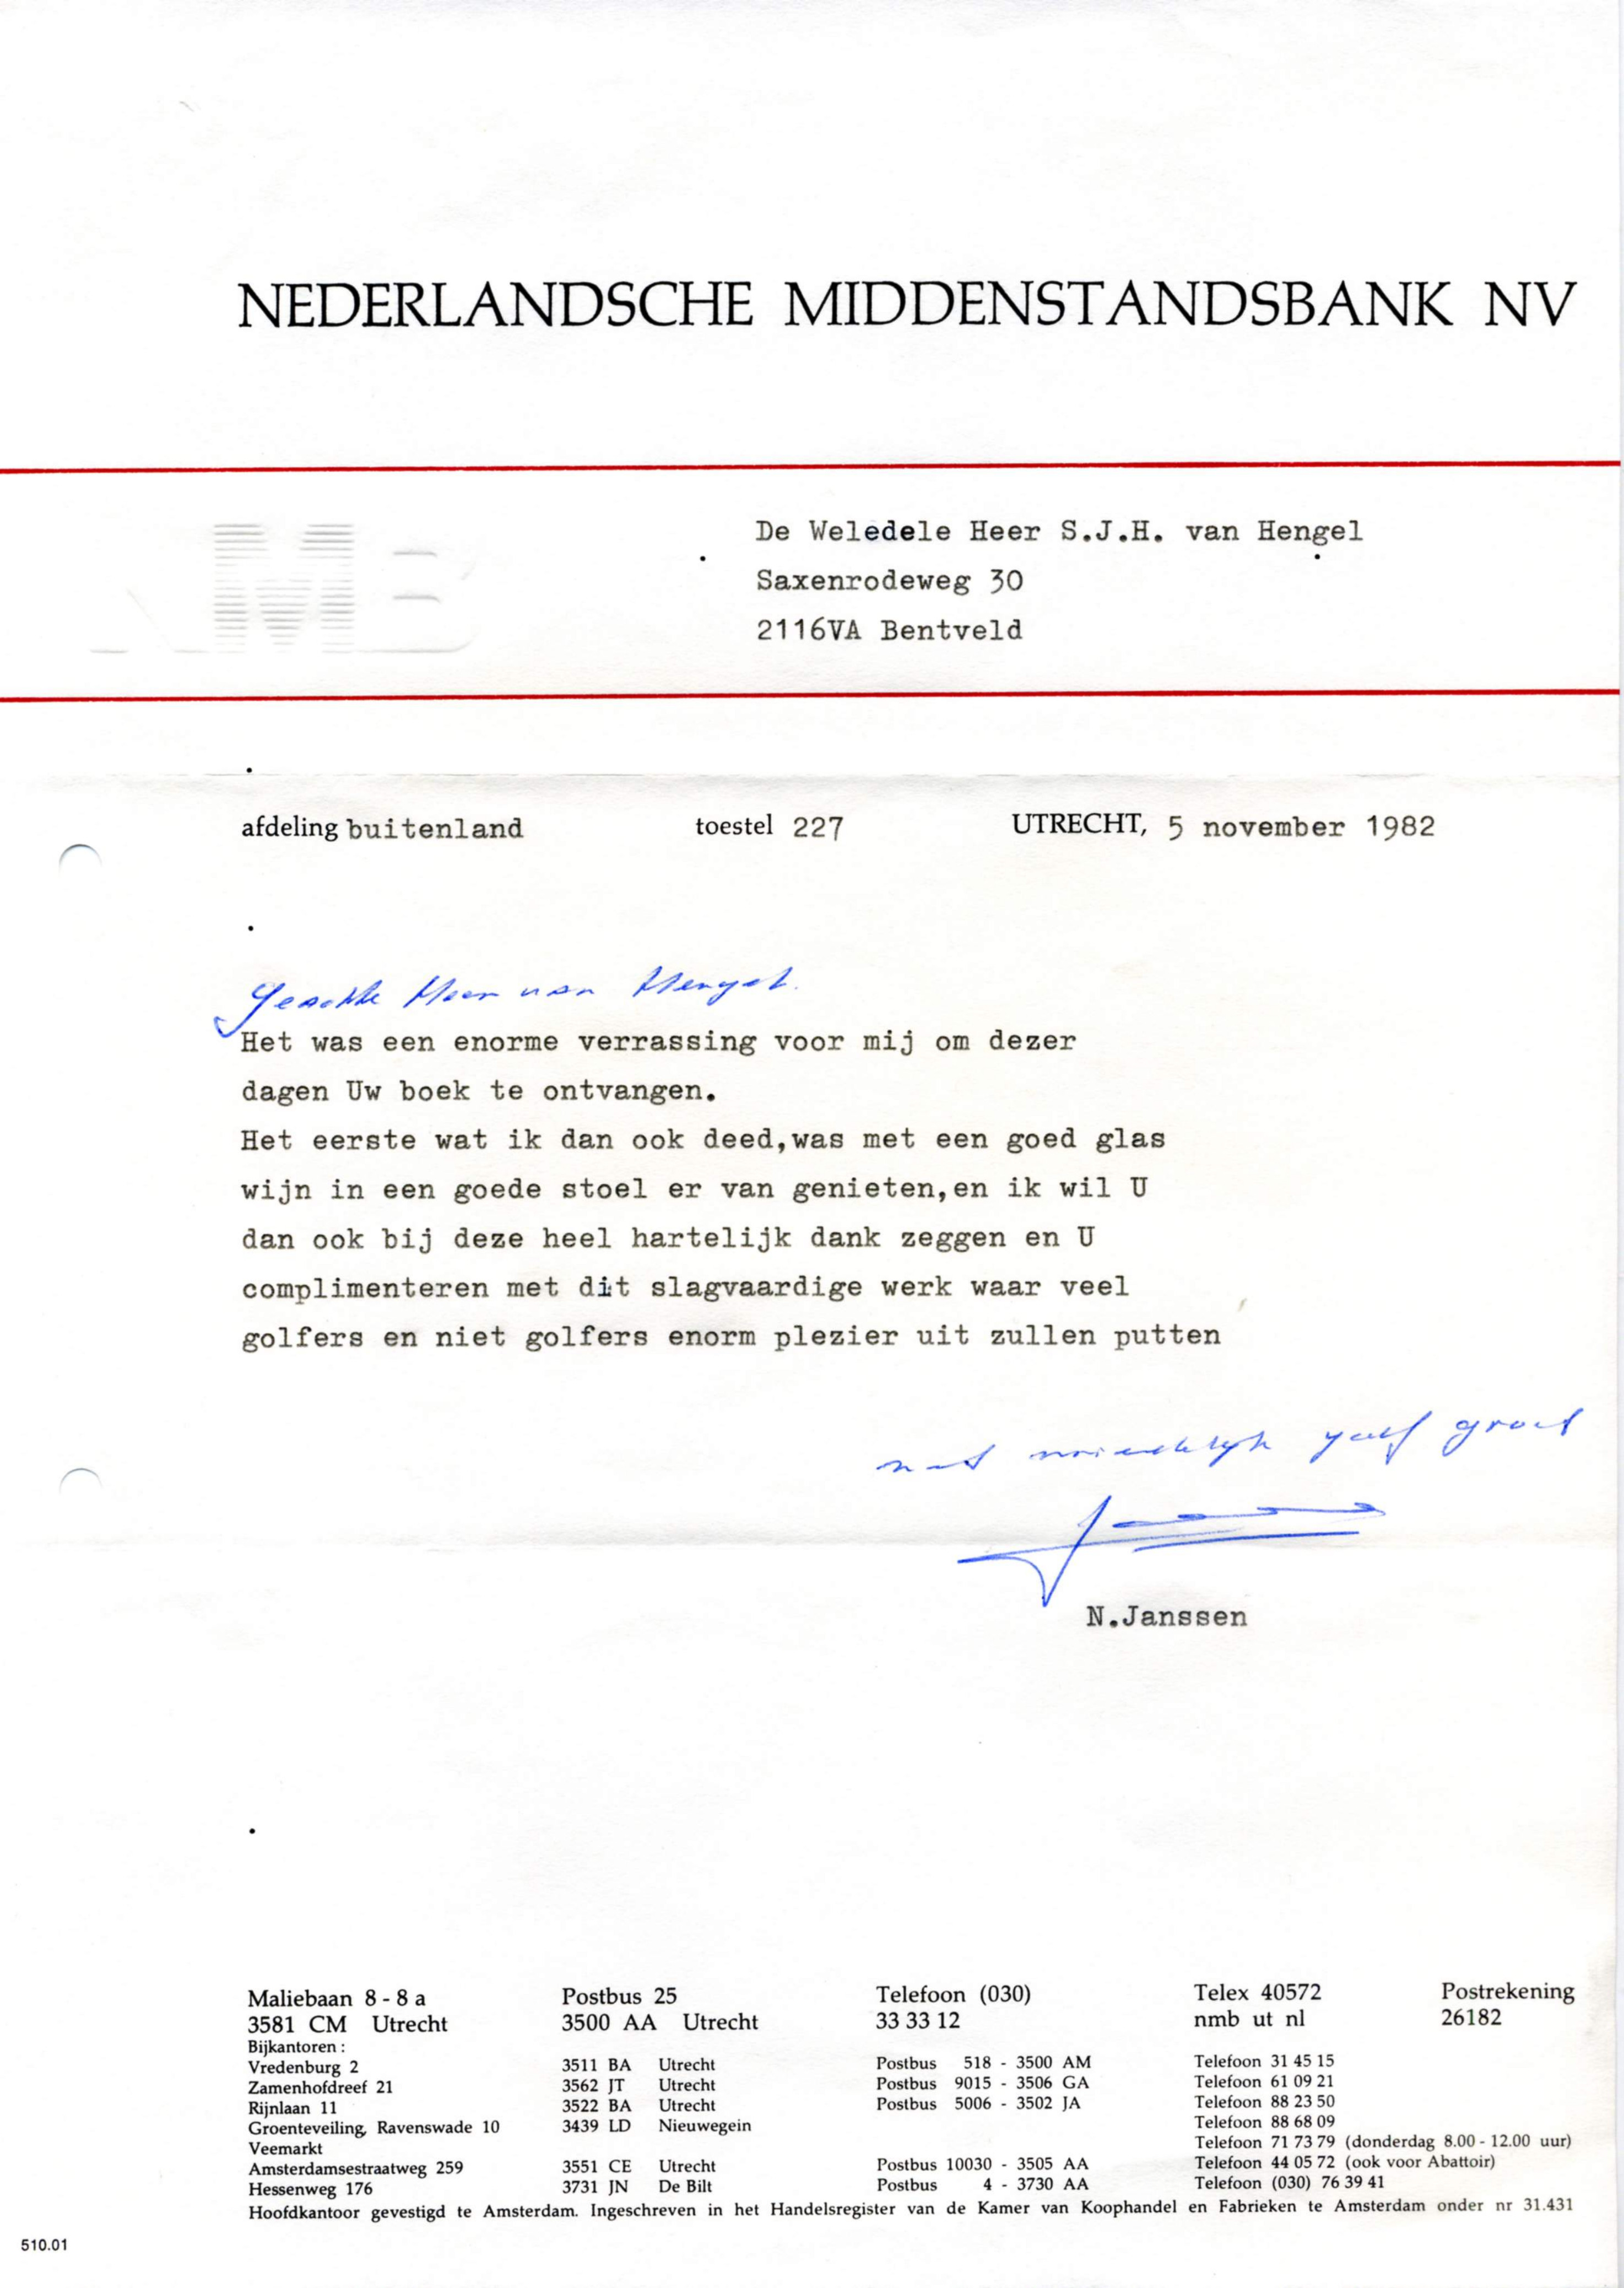 NEDERLANDSCHE MIDDENSTANDSBANK NV
NMB
De Weledele Heer S.J.H. van Hengel
Saxenrodeweg 30
2116VA Bentveld
afdeling buitenland toestel 227 UTRECHT, 5 november 1982
Geachte Heer van Hengel.
Het was een enorme verrassing voor mij om dezer
dagen Uw boek te ontvangen.
Het eerste wat ik dan ook deed,was met een goed glas
wijn in een goede stoel er van genieten,en ik wil U
dan ook bij deze heel hartelijk dank zeggen en U
complimenteren met dit slagvaardige werk waar veel
golfers en niet golfers enorm plezier uit zullen putten
met vriendelijk golf groet
N.Janssen
Maliebaan 8 - 8 a Postbus 25 Telefoon (030) Telex 40572 Postrekening
3581 CM Utrecht 3500 AA Utrecht 33 33 12 nmb ut nl 26182
Bijkantoren :
Vredenburg 2 3511 BA Utrecht Postbus 518 - 3500 AM Telefoon 31 45 15
Zamenhofdreef 21 3562 JT Utrecht Postbus 9015 - 3506 GA Telefoon 61 09 21
Rijnlaan 11 3522 BA Utrecht Postbus 5006 - 3502 JA Telefoon 88 23 50
Groenteveiling, Ravenswade 10 3439 LD Nieuwegein Telefoon 88 68 09
Veemarkt Telefoon 71 73 79 (donderdag 8.00 - 12.00 uur)
Amsterdamsestraatweg 259 3551 CE Utrecht Postbus 10030 - 3505 AA Telefoon 44 05 72 (ook voor Abattoir)
Hessenweg 176 3731 JN De Bilt Postbus 4 - 3730 AA Telefoon (030) 76 39 41
Hoofdkantoor gevestigd te Amsterdam. Ingeschreven in het Handelsregister van de Kamer van Koophandel en Fabrieken te Amsterdam onder nr 31.431
510.01